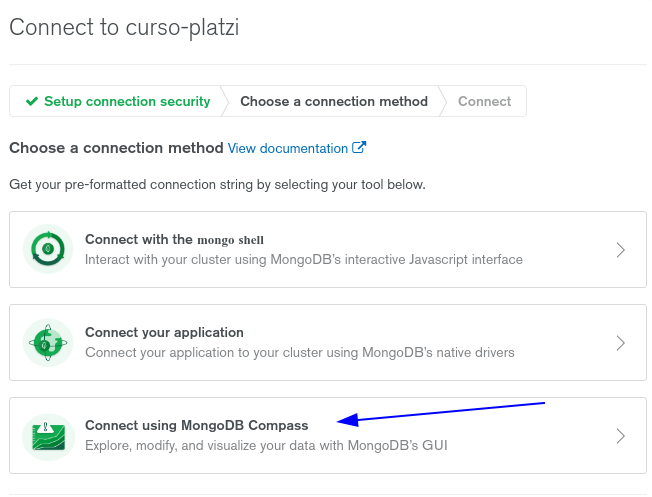 Connect to curso-platzi
Setup connection security
Choose a connection method
Connect
Choose a connection method View documentation
Get your pre-formatted connection string by selecting your tool below.
Connect with the mongo shell
Interact with your cluster using MongoDB's interactive Javascript interface
Connect your application
Connect your application to your cluster using MongoDB's native drivers
Connect using MongoDB Compass
Explore, modify, and visualize your data with MongoDB's GUI